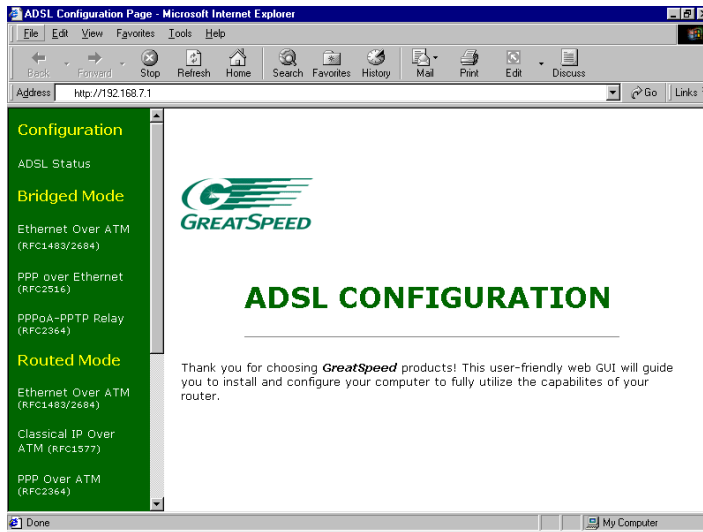 ADSL Configuration Page - Microsoft Internet Explorer
File Edit View Favorites Tools Help
Back Forward Stop Refresh Home Search Favorites History Mail Print Edit Discuss
Address http://192.168.7.1 Go Links
Configuration
ADSL Status
Bridged Mode
Ethernet Over ATM
(RFC1483/2684)
PPP over Ethernet
(RFC2516)
PPPoA-PPTP Relay
(RFC2364)
Routed Mode
Ethernet Over ATM
(RFC1483/2684)
Classical IP Over
ATM (RFC1577)
PPP Over ATM
(RFC2364)
G
GREATSPEED
ADSL CONFIGURATION
Thank you for choosing GreatSpeed products! This user-friendly web GUI will guide
you to install and configure your computer to fully utilize the capabilites of your
router.
Done My Computer